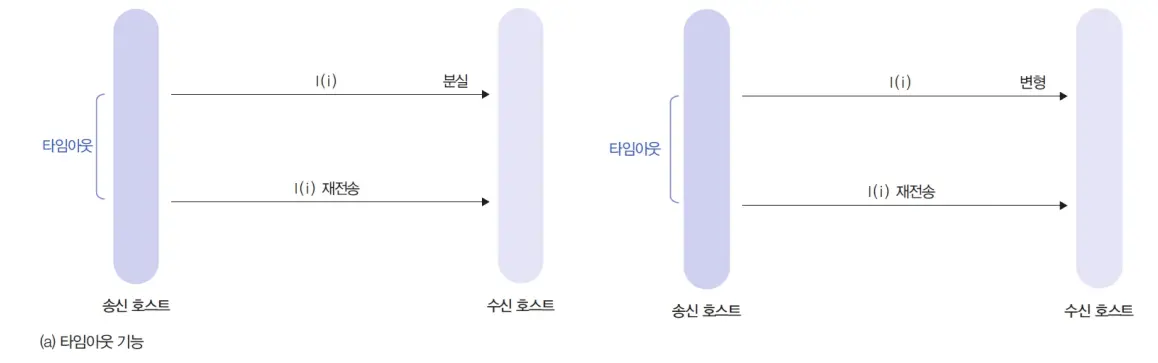 I(i) 분실
타임아웃
I(i) 재전송
송신 호스트 수신 호스트
(a) 타임아웃 기능
I(i) 변형
타임아웃
I(i) 재전송
송신 호스트 수신 호스트